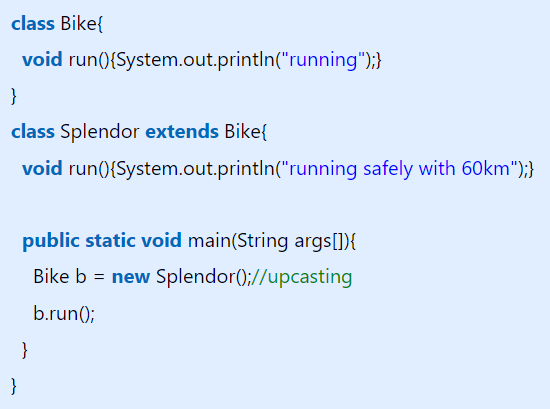 class Bike{
void run(){System.out.println("running");}
}
class Splendor extends Bike{
void run(){System.out.println("running safely with 60km");}
public static void main(String args[]){
Bike b = new Splendor();//upcasting
b.run();
}
}